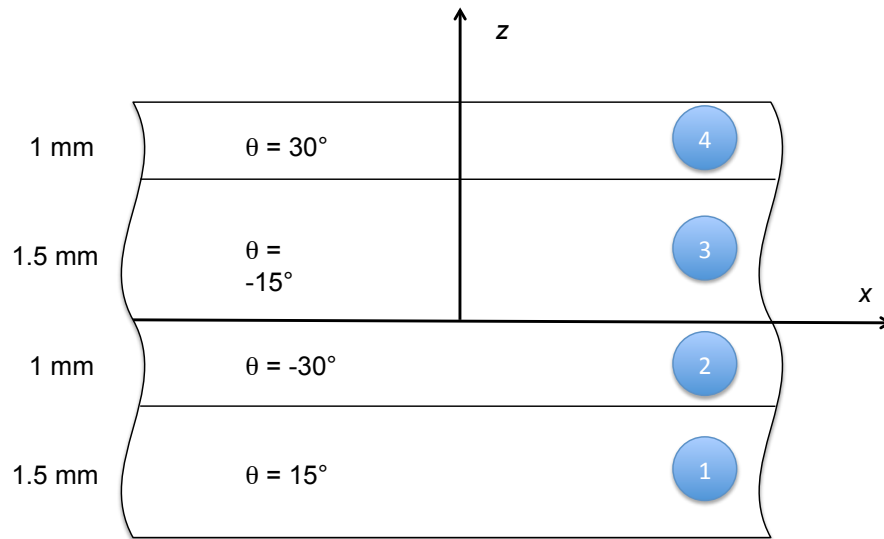 z
1 mm
θ = 30°
4
1.5 mm
θ =
-15°
3
x
1 mm
θ = -30°
2
1.5 mm
θ = 15°
1